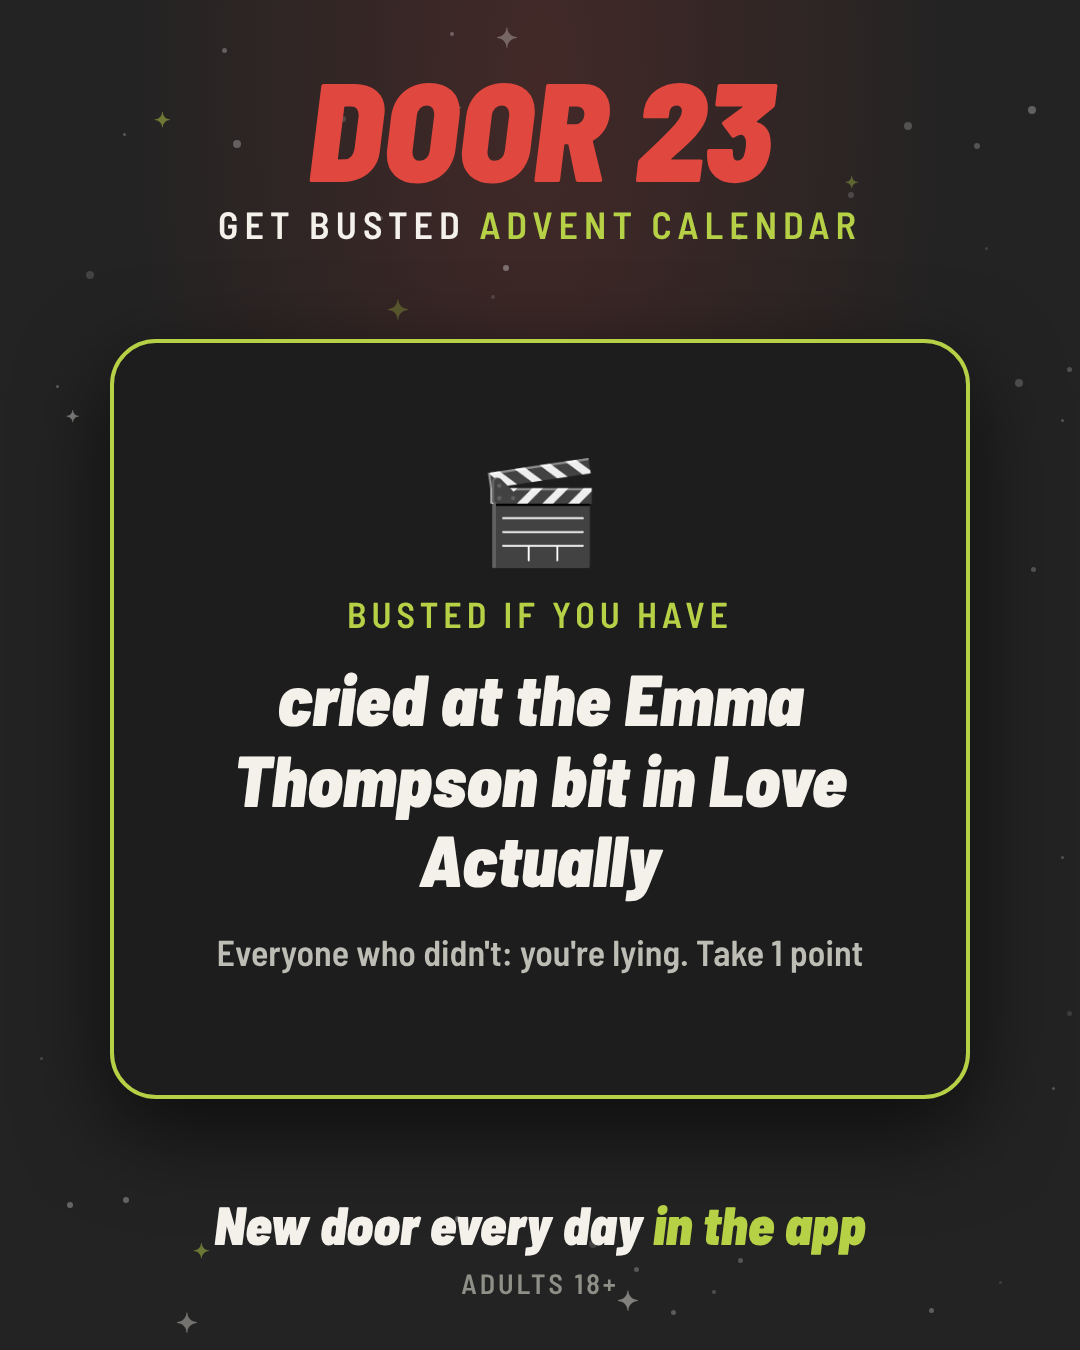 DOOR 23
GET BUSTED ADVENT CALENDAR
BUSTED IF YOU HAVE
cried at the Emma
Thompson bit in Love
Actually
Everyone who didn't: you're lying. Take 1 point
New door every day in the app
ADULTS 18+